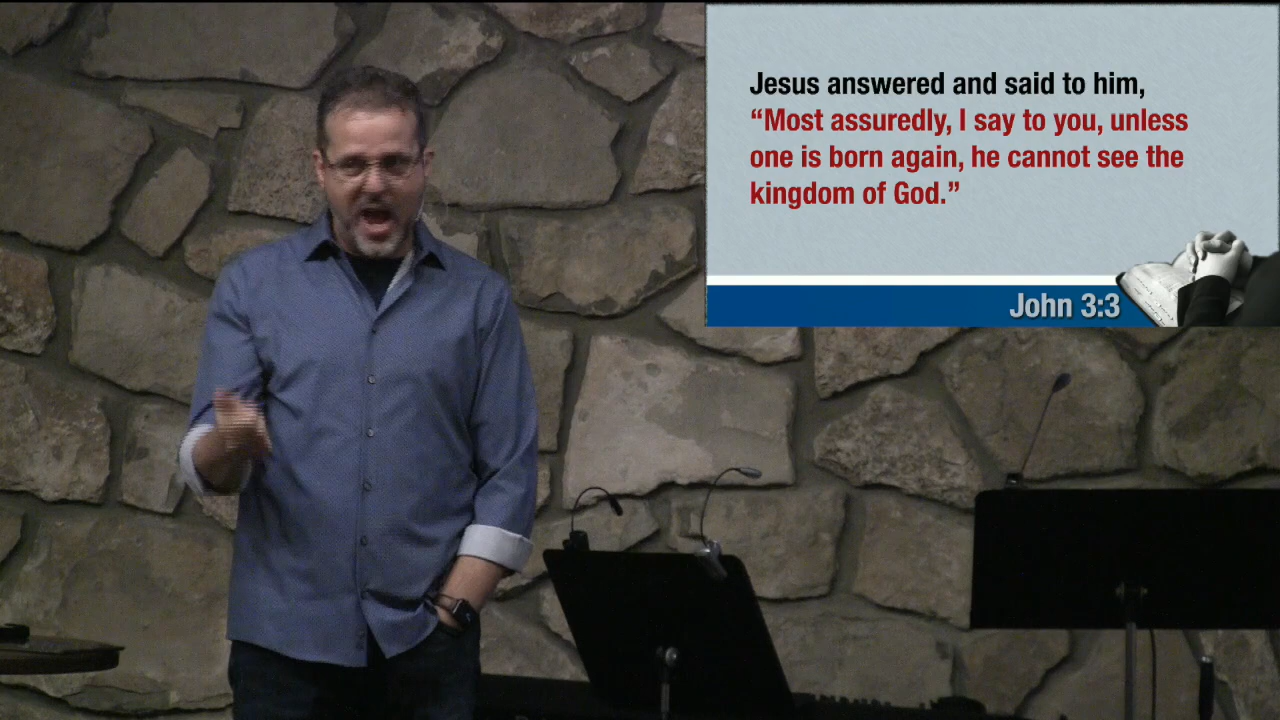 Jesus answered and said to him,
“Most assuredly, I say to you, unless
one is born again, he cannot see the
kingdom of God.”
John 3:3